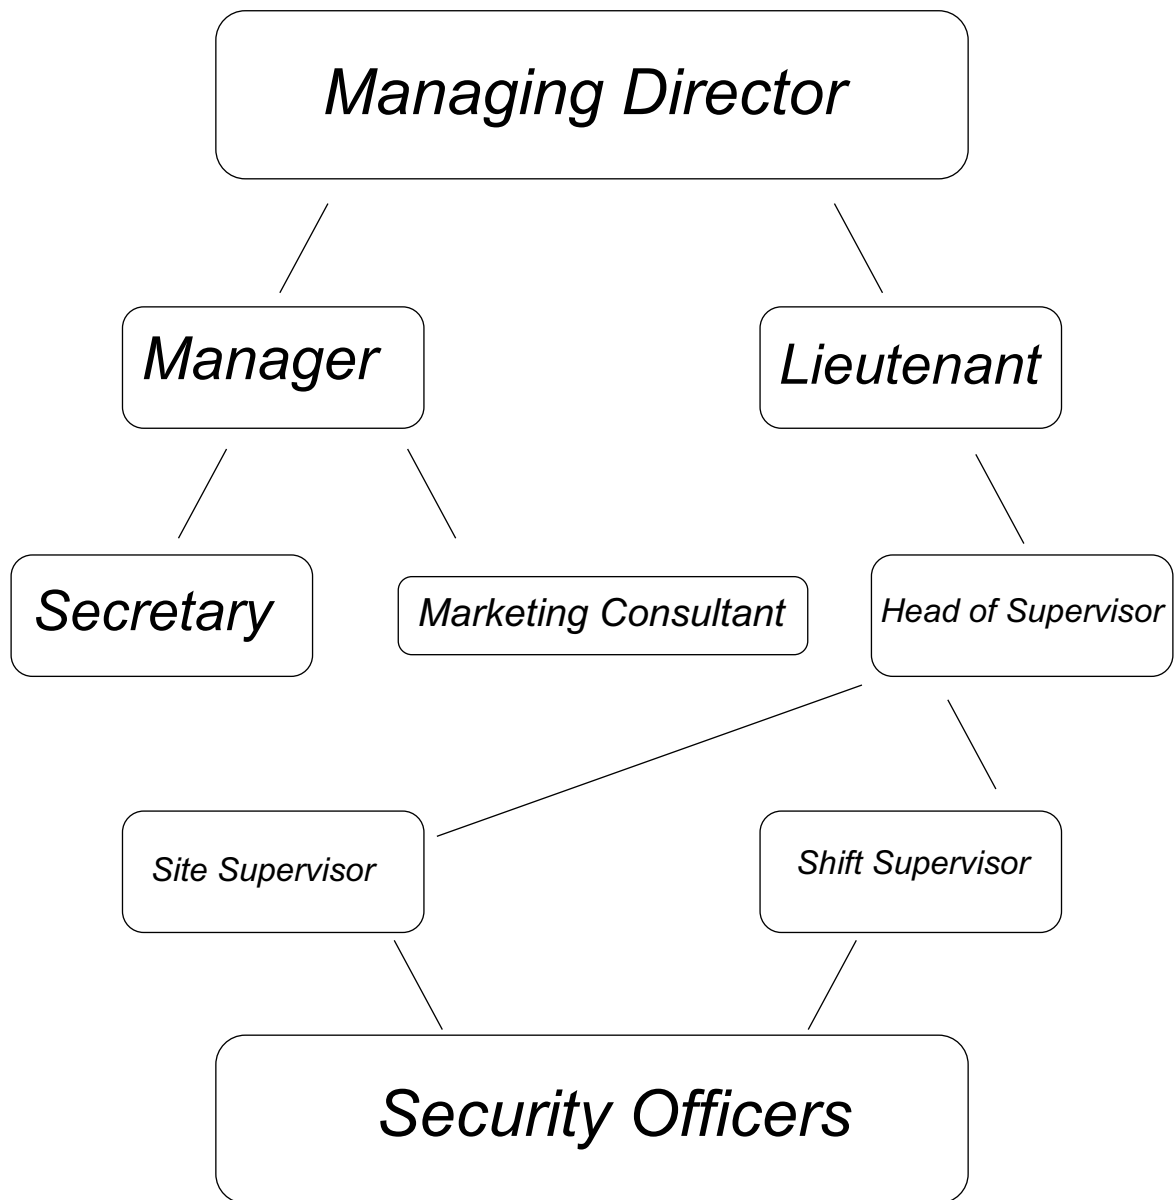 Managing Director
Manager
Lieutenant
Secretary
Marketing Consultant
Head of Supervisor
Site Supervisor
Shift Supervisor
Security Officers